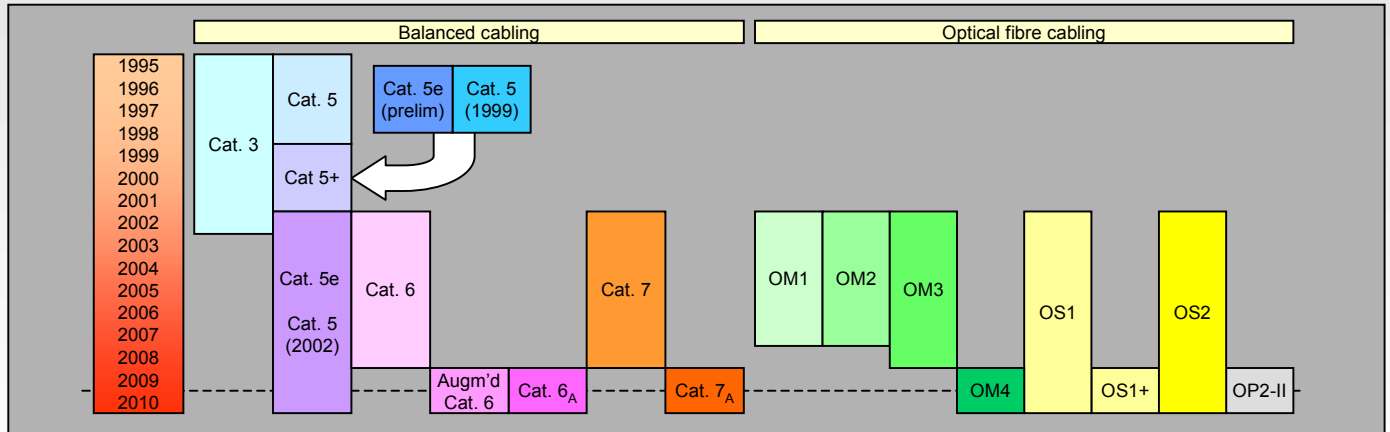 Balanced cabling
Optical fibre cabling
1995
1996
1997
1998
1999
2000
2001
2002
2003
2004
2005
2006
2007
2008
2009
2010
Cat. 3
Cat. 5
Cat 5+
Cat. 5e
Cat. 5
(2002)
Cat. 5e
(prelim)
Cat. 5
(1999)
Cat. 6
Augm'd
Cat. 6
Cat. 6A
Cat. 7
Cat. 7A
OM1
OM2
OM3
OM4
OS1
OS1+
OS2
OP2-II